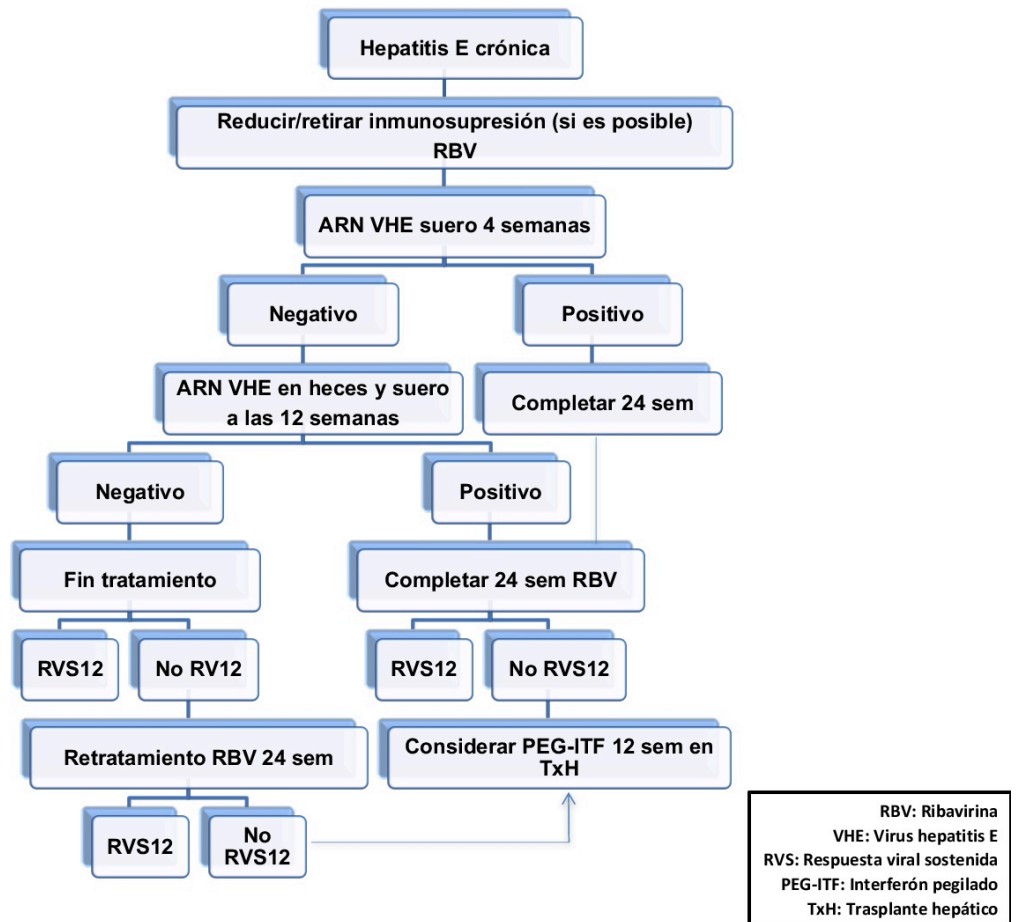 Hepatitis E crónica
Reducir/retirar inmunosupresión (si es posible)
RBV
ARN VHE suero 4 semanas
Negativo
Positivo
ARN VHE en heces y suero
a las 12 semanas
Completar 24 sem
Negativo
Positivo
Fin tratamiento
Completar 24 sem RBV
RVS12
No RV12
RVS12
No RVS12
Retratamiento RBV 24 sem
Considerar PEG-ITF 12 sem en
TxH
RVS12
No
RVS12
RBV: Ribavirina
VHE: Virus hepatitis E
RVS: Respuesta viral sostenida
PEG-ITF: Interferón pegilado
TxH: Trasplante hepático